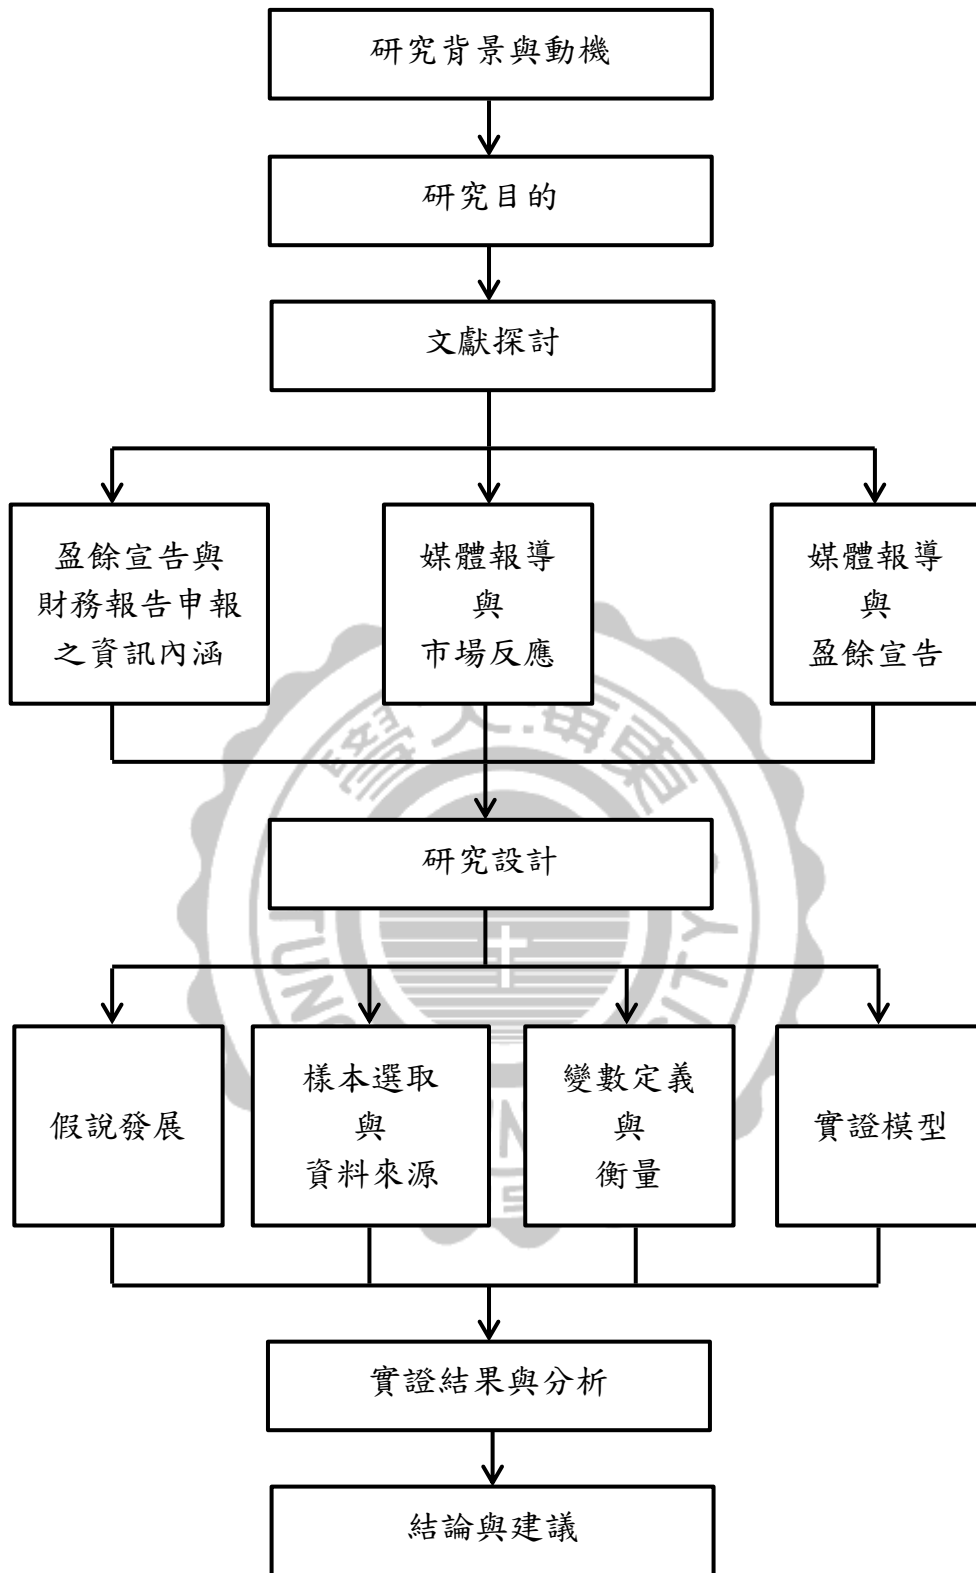 研究背景與動機
研究目的
文獻探討
盈餘宣告與
財務報告申報
之資訊內涵
媒體報導
與
市場反應
媒體報導
與
盈餘宣告
研究設計
假說發展
樣本選取
與
資料來源
變數定義
與
衡量
實證模型
實證結果與分析
結論與建議